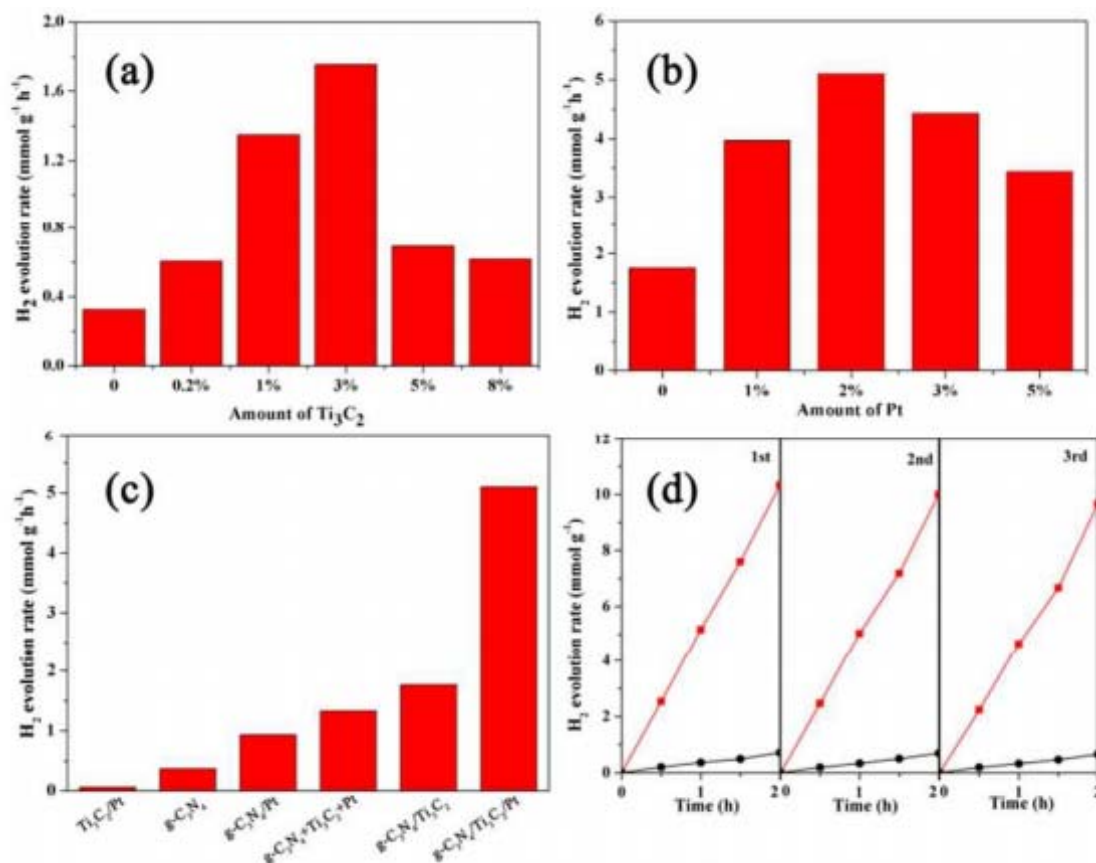 (a)
H₂ evolution rate (mmol g⁻¹ h⁻¹)
2.0
1.6
1.2
0.8
0.4
0.0
0 0.2% 1% 3% 5% 8%
Amount of Ti₃C₂
(b)
H₂ evolution rate (mmol g⁻¹ h⁻¹)
6
5
4
3
2
1
0
0 1% 2% 3% 5%
Amount of Pt
(c)
H₂ evolution rate (mmol g⁻¹h⁻¹)
6
5
4
3
2
1
0
Ti₃C₂/Pt
g-C₃N₄
g-C₃N₄/Pt
g-C₃N₄+Ti₃C₂+Pt
g-C₃N₄/Ti₃C₂
g-C₃N₄/Ti₃C₂/Pt
(d)
1st 2nd 3rd
H₂ evolution rate (mmol g⁻¹)
12
10
8
6
4
2
0
0 1 2 0 1 2 0 1 2
Time (h) Time (h) Time (h)